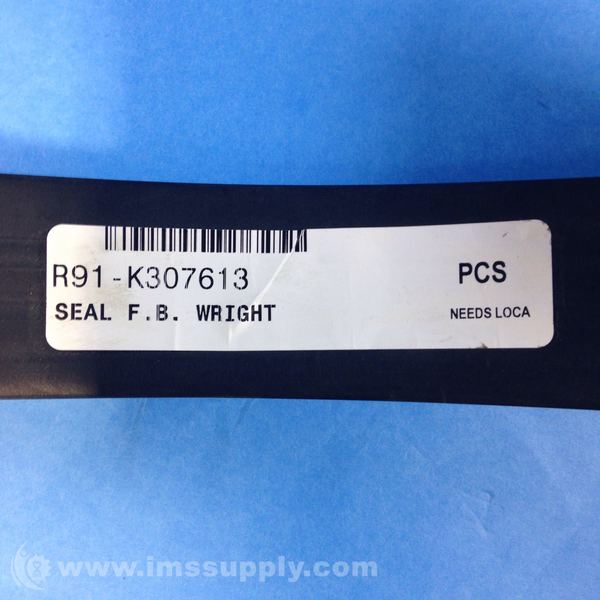 R91-K307613
PCS
SEAL F.B. WRIGHT
NEEDS LOCA
www.imssupply.com